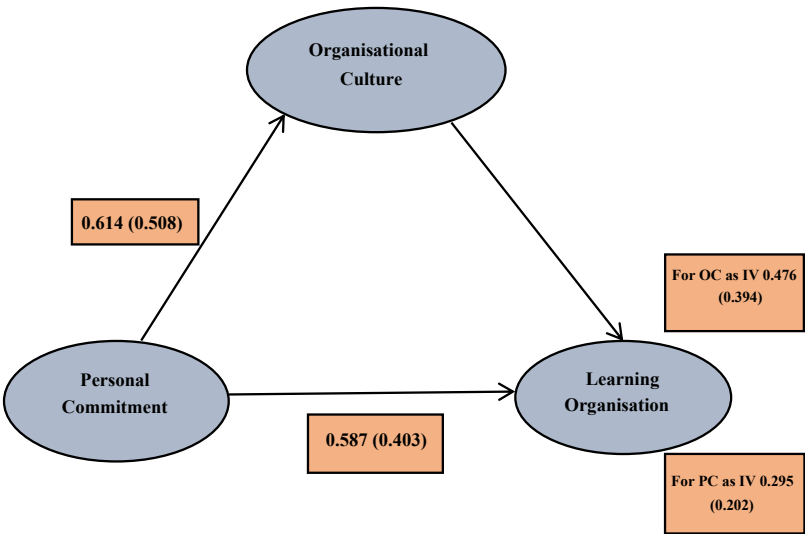 Organisational
Culture
0.614 (0.508)
For OC as IV 0.476
(0.394)
Personal
Commitment
Learning
Organisation
0.587 (0.403)
For PC as IV 0.295
(0.202)